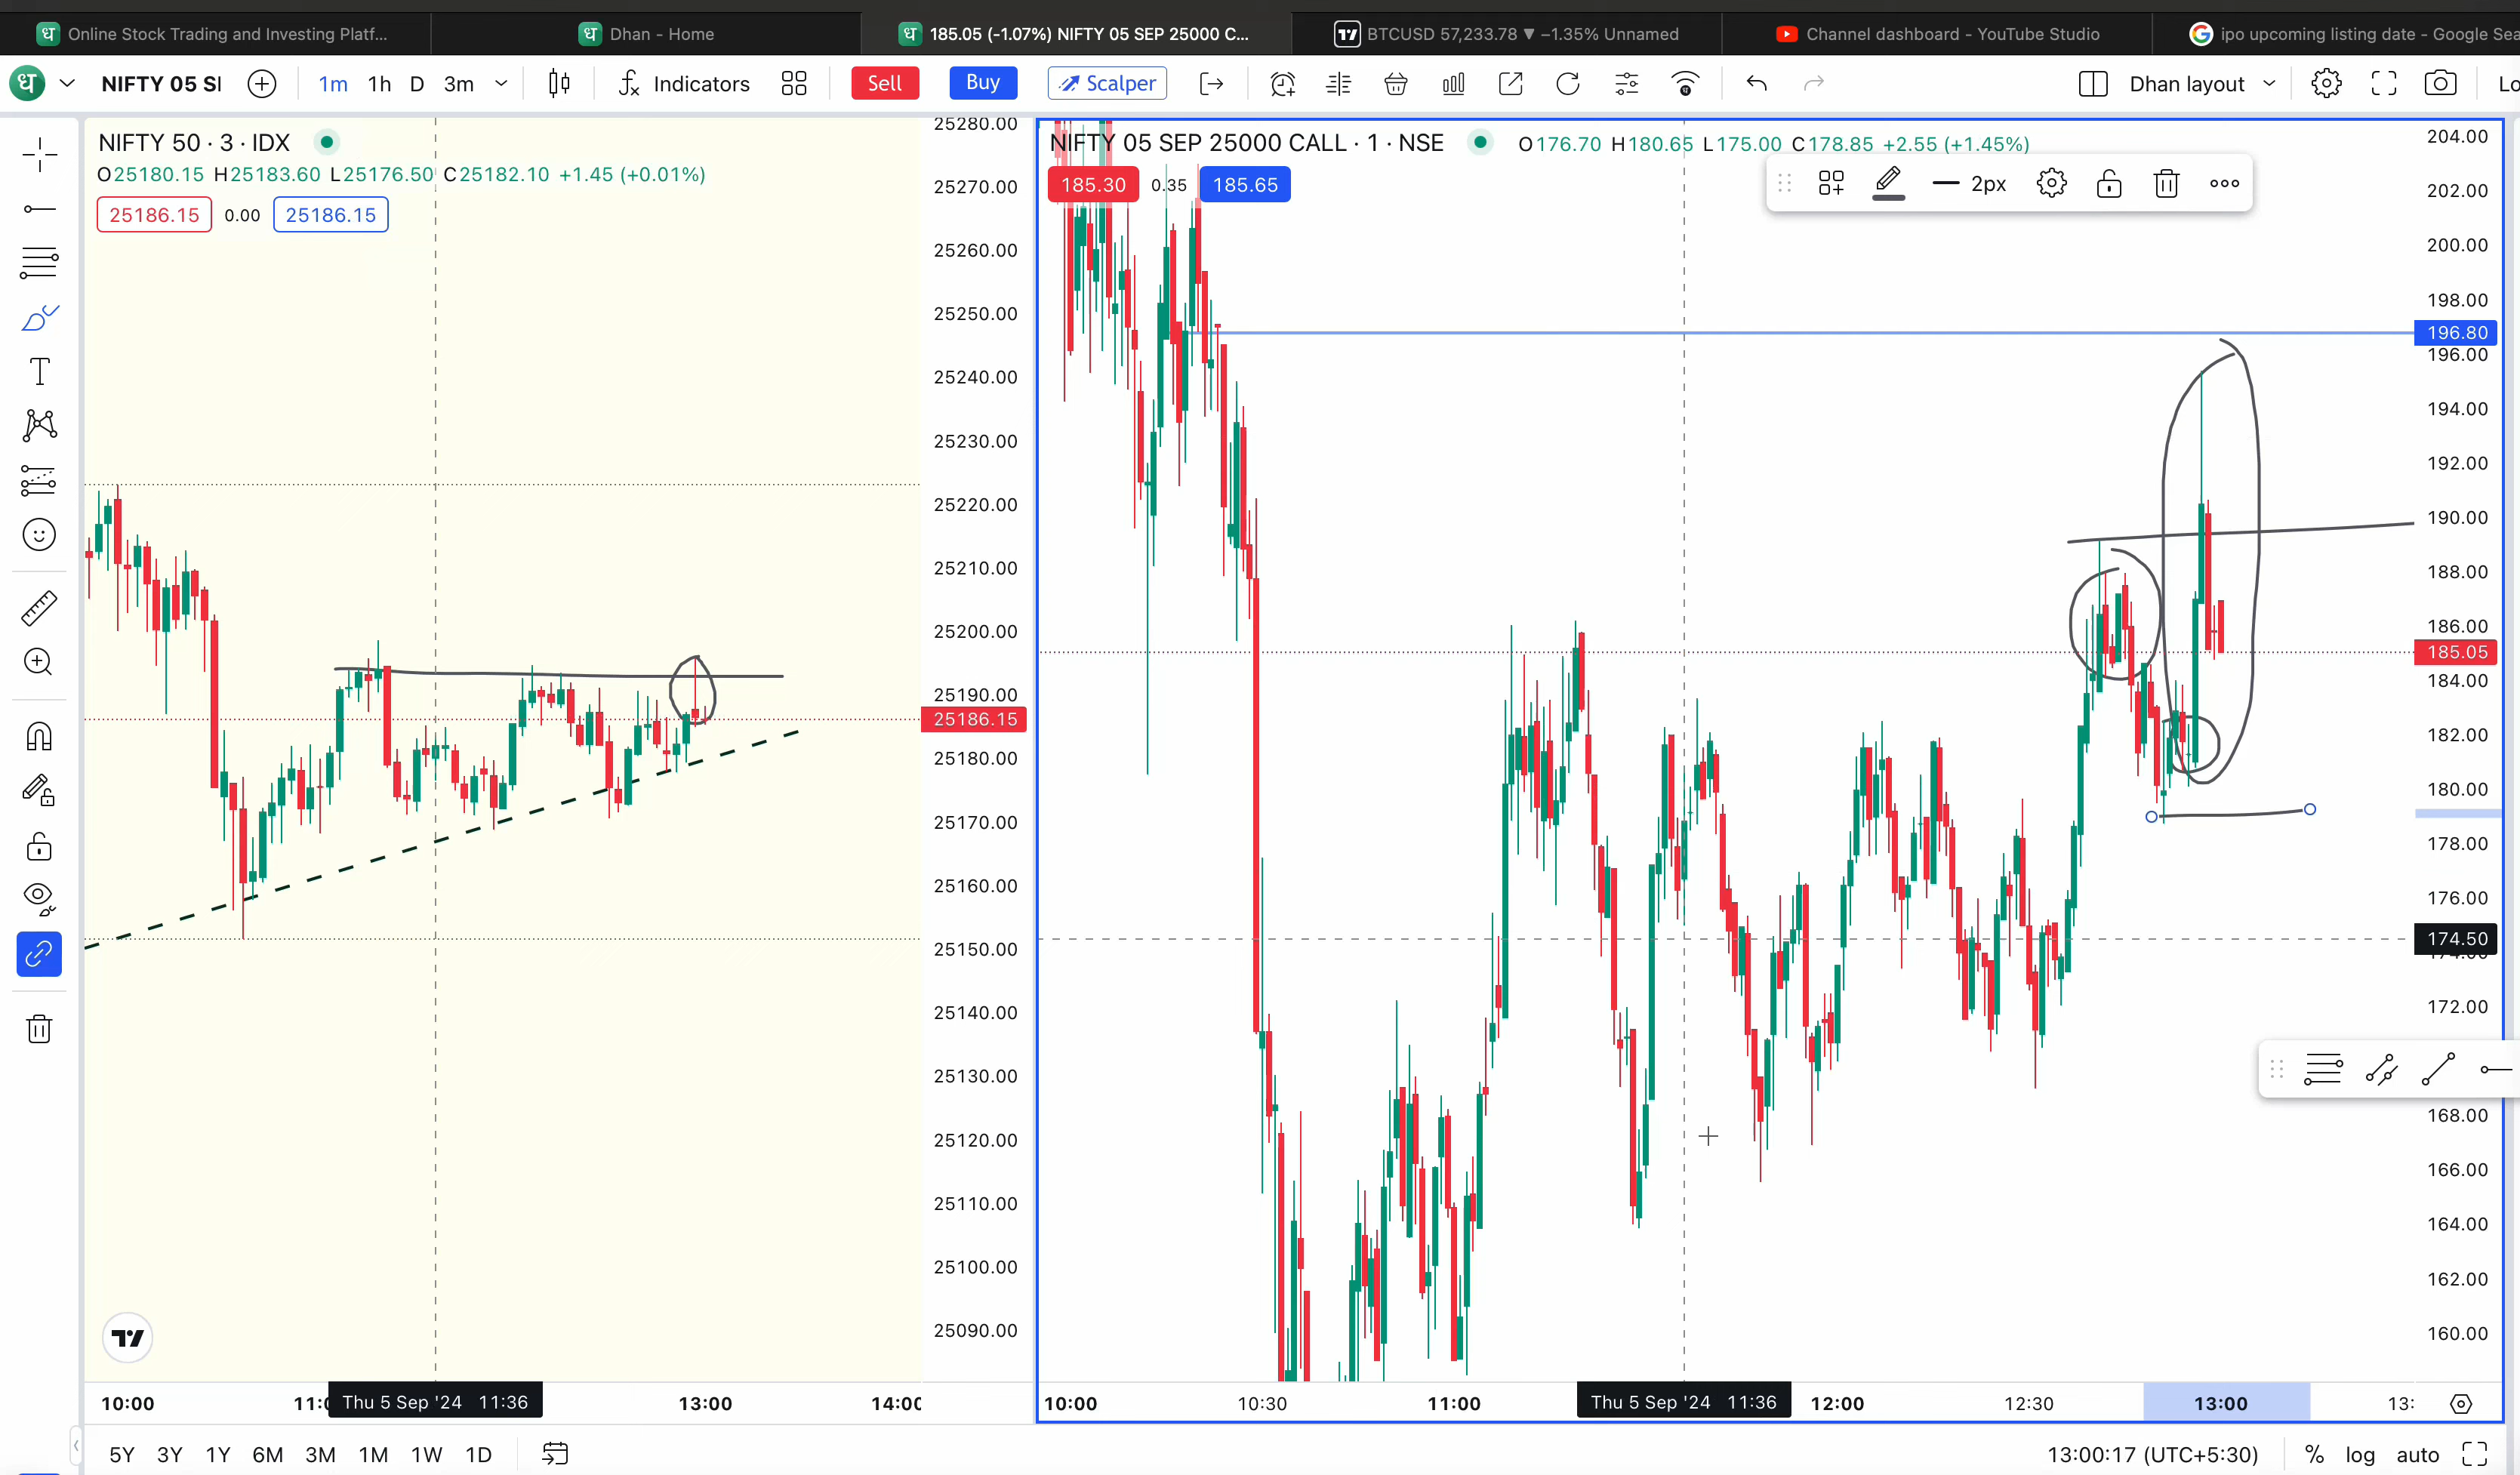 ध Online Stock Trading and Investing Platf...
ध Dhan - Home
ध 185.05 (-1.07%) NIFTY 05 SEP 25000 C...
BTCUSD 57,233.78 ▼ −1.35% Unnamed
Channel dashboard - YouTube Studio
G ipo upcoming listing date - Google Sea
ध NIFTY 05 SI 1m 1h D 3m Indicators Sell Buy Scalper Dhan layout Lo
NIFTY 50 · 3 · IDX
O25180.15 H25183.60 L25176.50 C25182.10 +1.45 (+0.01%)
25186.15 0.00 25186.15
25280.00
25270.00
25260.00
25250.00
25240.00
25230.00
25220.00
25210.00
25200.00
25190.00
25186.15
25180.00
25170.00
25160.00
25150.00
25140.00
25130.00
25120.00
25110.00
25100.00
25090.00
10:00 11:0 Thu 5 Sep '24 11:36 13:00 14:00
NIFTY 05 SEP 25000 CALL · 1 · NSE O176.70 H180.65 L175.00 C178.85 +2.55 (+1.45%)
185.30 0.35 185.65
2px
204.00
202.00
200.00
198.00
196.80
196.00
194.00
192.00
190.00
188.00
186.00
185.05
184.00
182.00
180.00
178.00
176.00
174.50
172.00
168.00
166.00
164.00
162.00
160.00
10:00 10:30 11:00 Thu 5 Sep '24 11:36 12:00 12:30 13:00 13:
T
5Y 3Y 1Y 6M 3M 1M 1W 1D
13:00:17 (UTC+5:30) % log auto